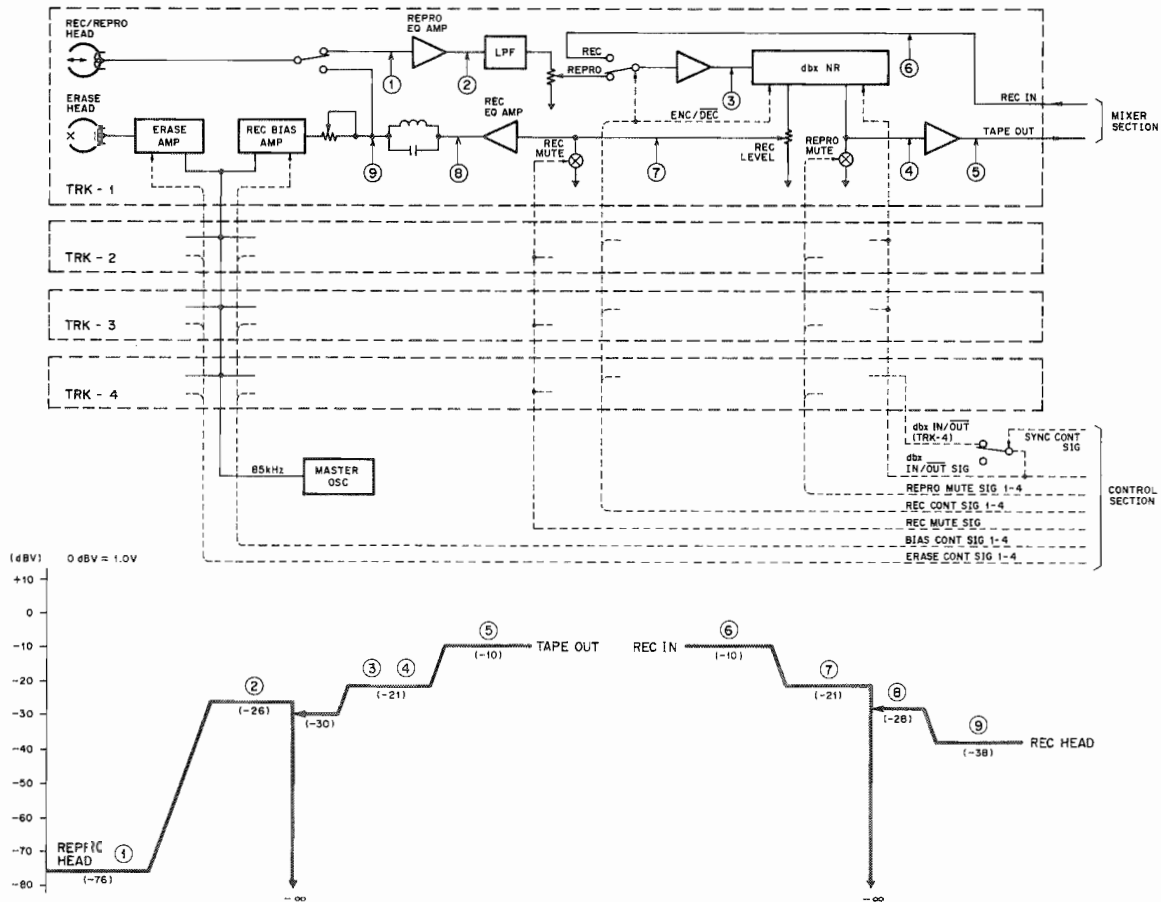 REC/REPRO
HEAD
REPRO
EQ AMP
LPF
REC
REPRO
①
②
③
dbx NR
⑥
REC IN
MIXER
SECTION
ENC/D̅E̅C̅
ERASE
HEAD
ERASE
AMP
REC BIAS
AMP
REC
EQ AMP
REC
MUTE
REC
LEVEL
REPRO
MUTE
TAPE OUT
⑨
⑧
⑦
④
⑤
TRK - 1
TRK - 2
TRK - 3
TRK - 4
85kHz
MASTER
OSC
dbx IN/O̅U̅T̅
(TRK-4)
SYNC CONT
SIG
dbx
IN/O̅U̅T̅ SIG
REPRO MUTE SIG 1-4
REC CONT SIG 1-4
REC MUTE SIG
BIAS CONT SIG 1-4
ERASE CONT SIG 1-4
CONTROL
SECTION
(dBV) 0 dBV = 1.0V
+10
0
-10
-20
-30
-40
-50
-60
-70
-80
REPRO
HEAD
①
(-76)
②
(-26)
(-30)
-∞
③ ④
(-21)
⑤
(-10)
TAPE OUT
REC IN
⑥
(-10)
⑦
(-21)
-∞
⑧
(-28)
⑨
(-38)
REC HEAD